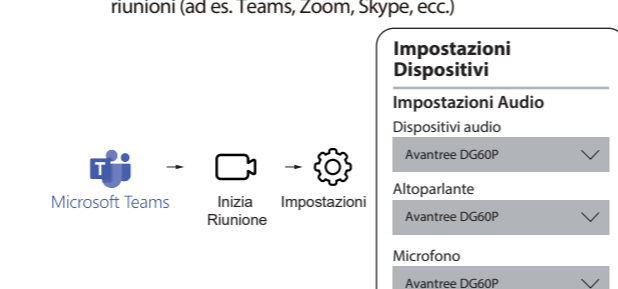 riunioni (ad es. Teams, Zoom, Skype, ecc.)
Microsoft Teams
Inizia
Riunione
Impostazioni
Impostazioni
Dispositivi
Impostazioni Audio
Dispositivi audio
Avantree DG60P
Altoparlante
Avantree DG60P
Microfono
Avantree DG60P